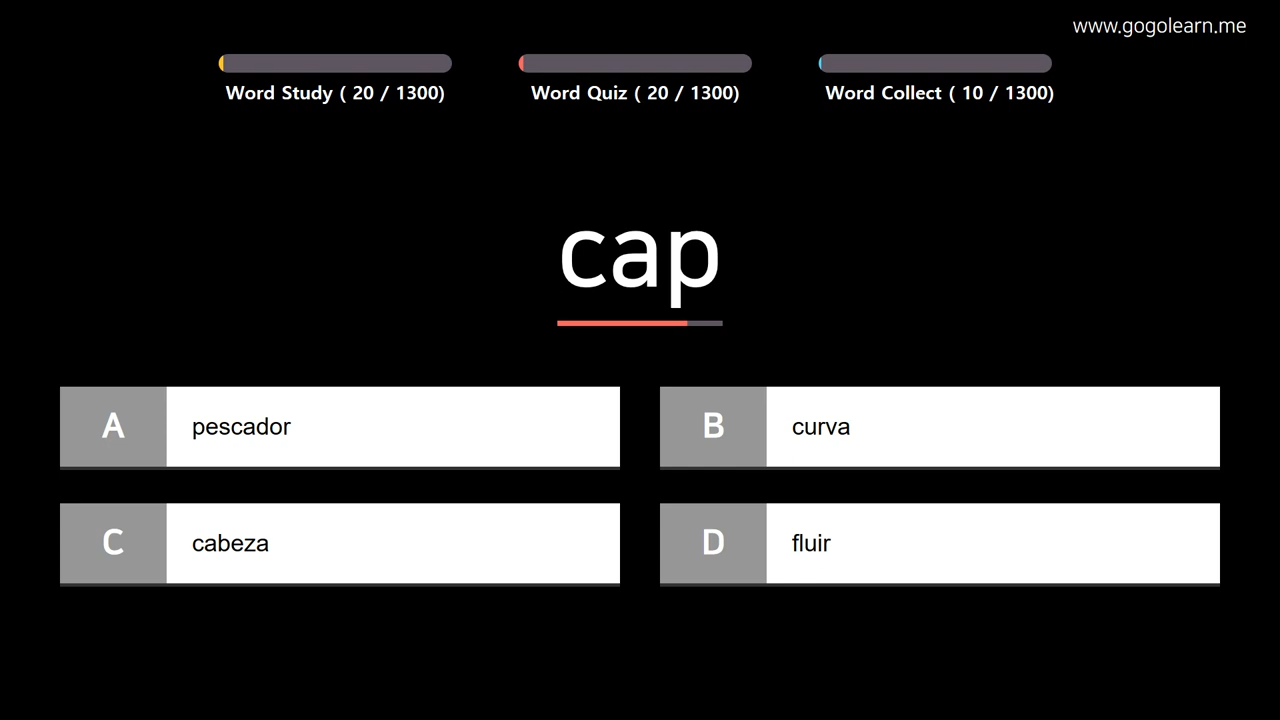 www.gogolearn.me
Word Study ( 20 / 1300)
Word Quiz ( 20 / 1300)
Word Collect ( 10 / 1300)
cap
A pescador
B curva
C cabeza
D fluir